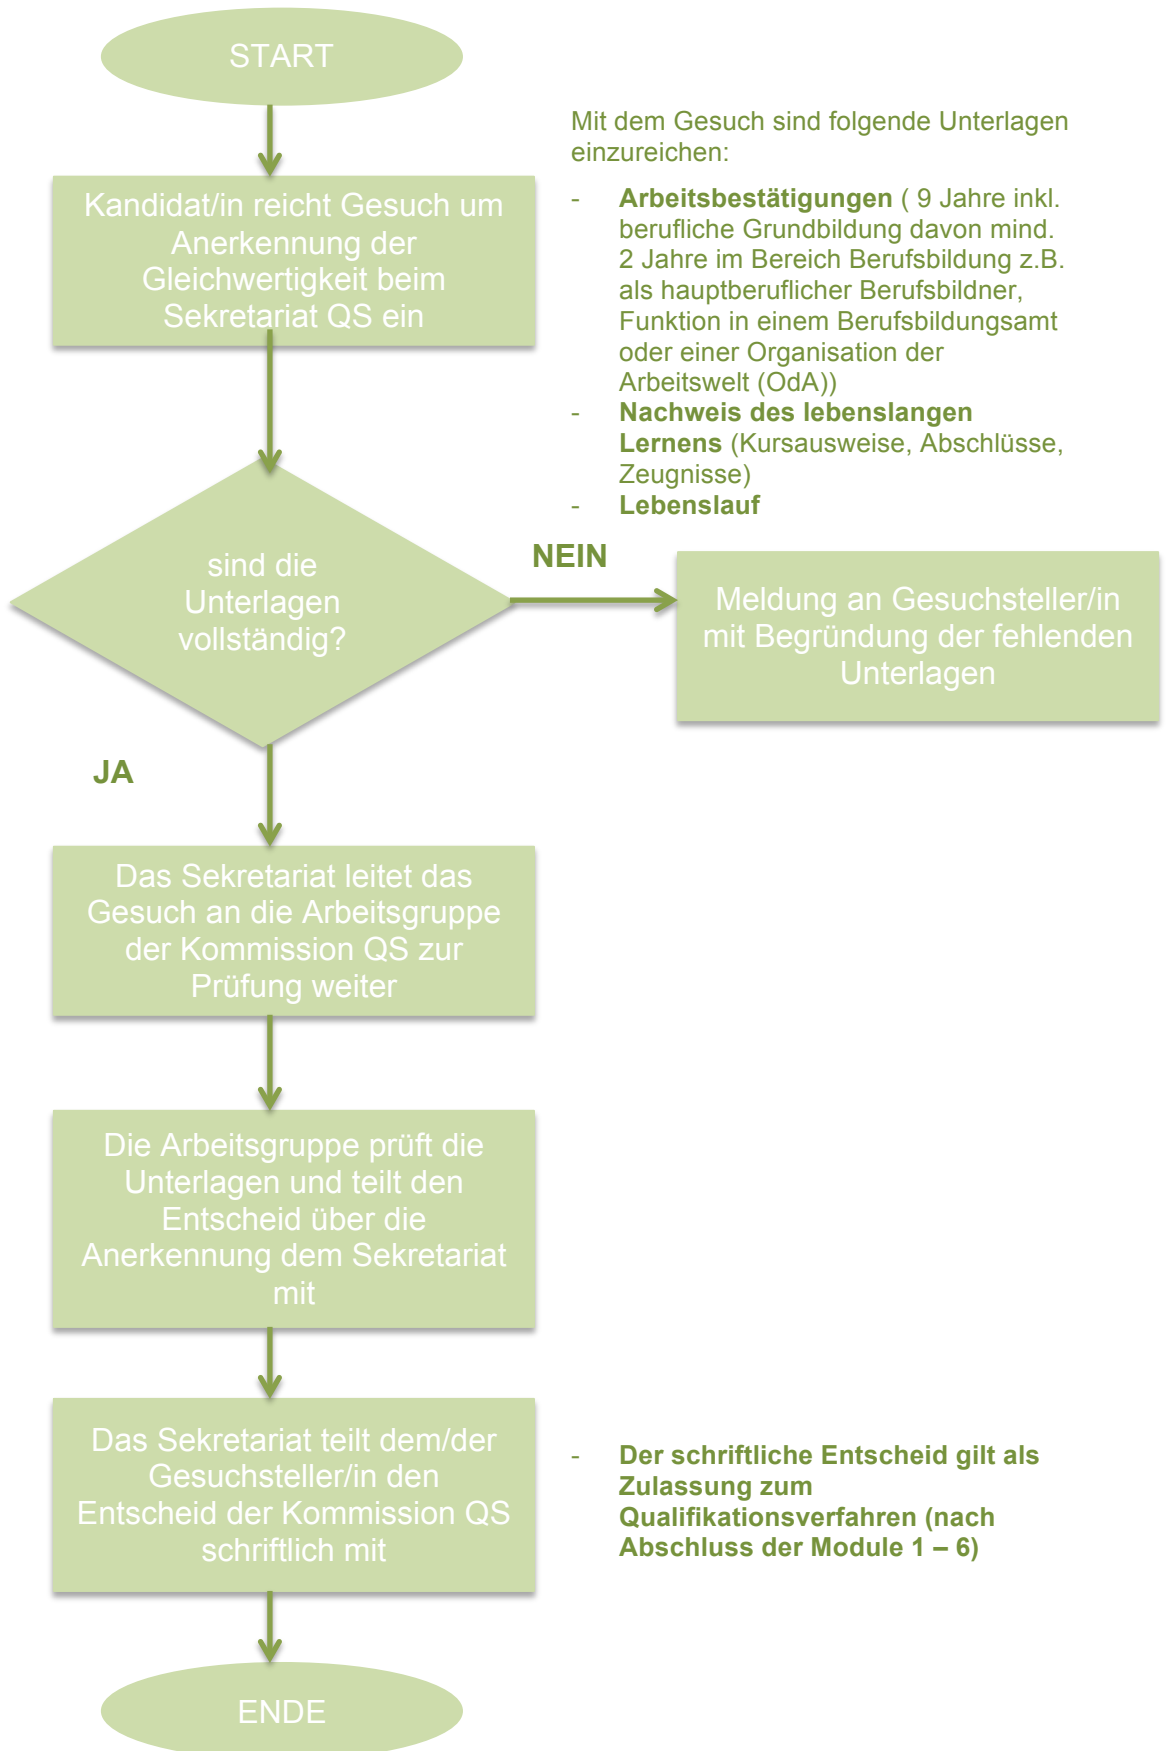 START
Mit dem Gesuch sind folgende Unterlagen
einzureichen:
Kandidat/in reicht Gesuch um
Anerkennung der
Gleichwertigkeit beim
Sekretariat QS ein
- Arbeitsbestätigungen ( 9 Jahre inkl.
berufliche Grundbildung davon mind.
2 Jahre im Bereich Berufsbildung z.B.
als hauptberuflicher Berufsbildner,
Funktion in einem Berufsbildungsamt
oder einer Organisation der
Arbeitswelt (OdA))
- Nachweis des lebenslangen
Lernens (Kursausweise, Abschlüsse,
Zeugnisse)
- Lebenslauf
sind die
Unterlagen
vollständig?
NEIN
Meldung an Gesuchsteller/in
mit Begründung der fehlenden
Unterlagen
JA
Das Sekretariat leitet das
Gesuch an die Arbeitsgruppe
der Kommission QS zur
Prüfung weiter
Die Arbeitsgruppe prüft die
Unterlagen und teilt den
Entscheid über die
Anerkennung dem Sekretariat
mit
Das Sekretariat teilt dem/der
Gesuchsteller/in den
Entscheid der Kommission QS
schriftlich mit
- Der schriftliche Entscheid gilt als
Zulassung zum
Qualifikationsverfahren (nach
Abschluss der Module 1 – 6)
ENDE